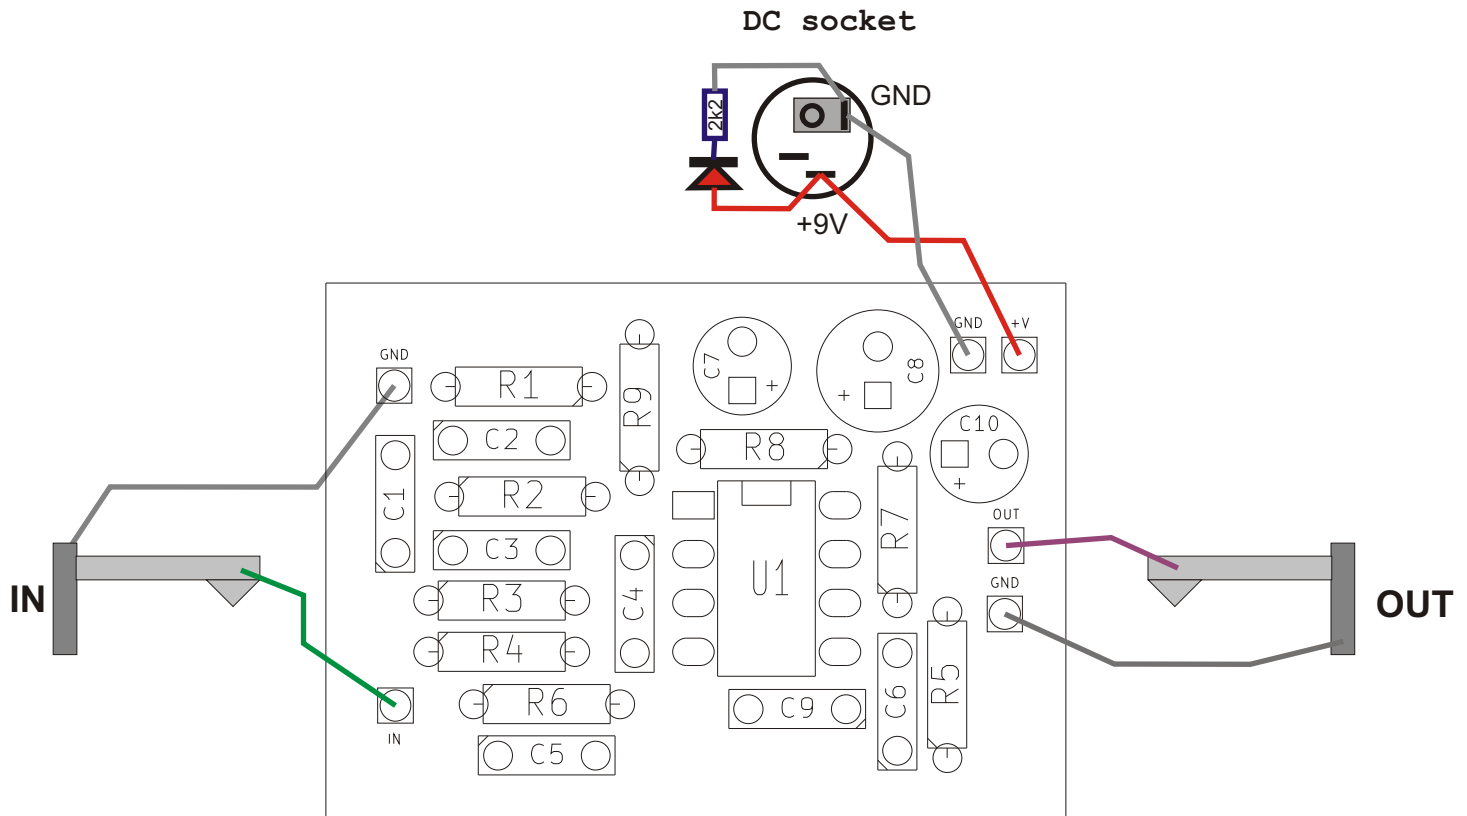 DC socket
GND
2k2
+9V
GND
+V
GND
R1
R9
C7
+
+
C8
C10
+
C2
R8
C1
R2
OUT
R7
C3
GND
IN
R3
C4
U1
OUT
R4
R5
R6
C9
C6
IN
C5